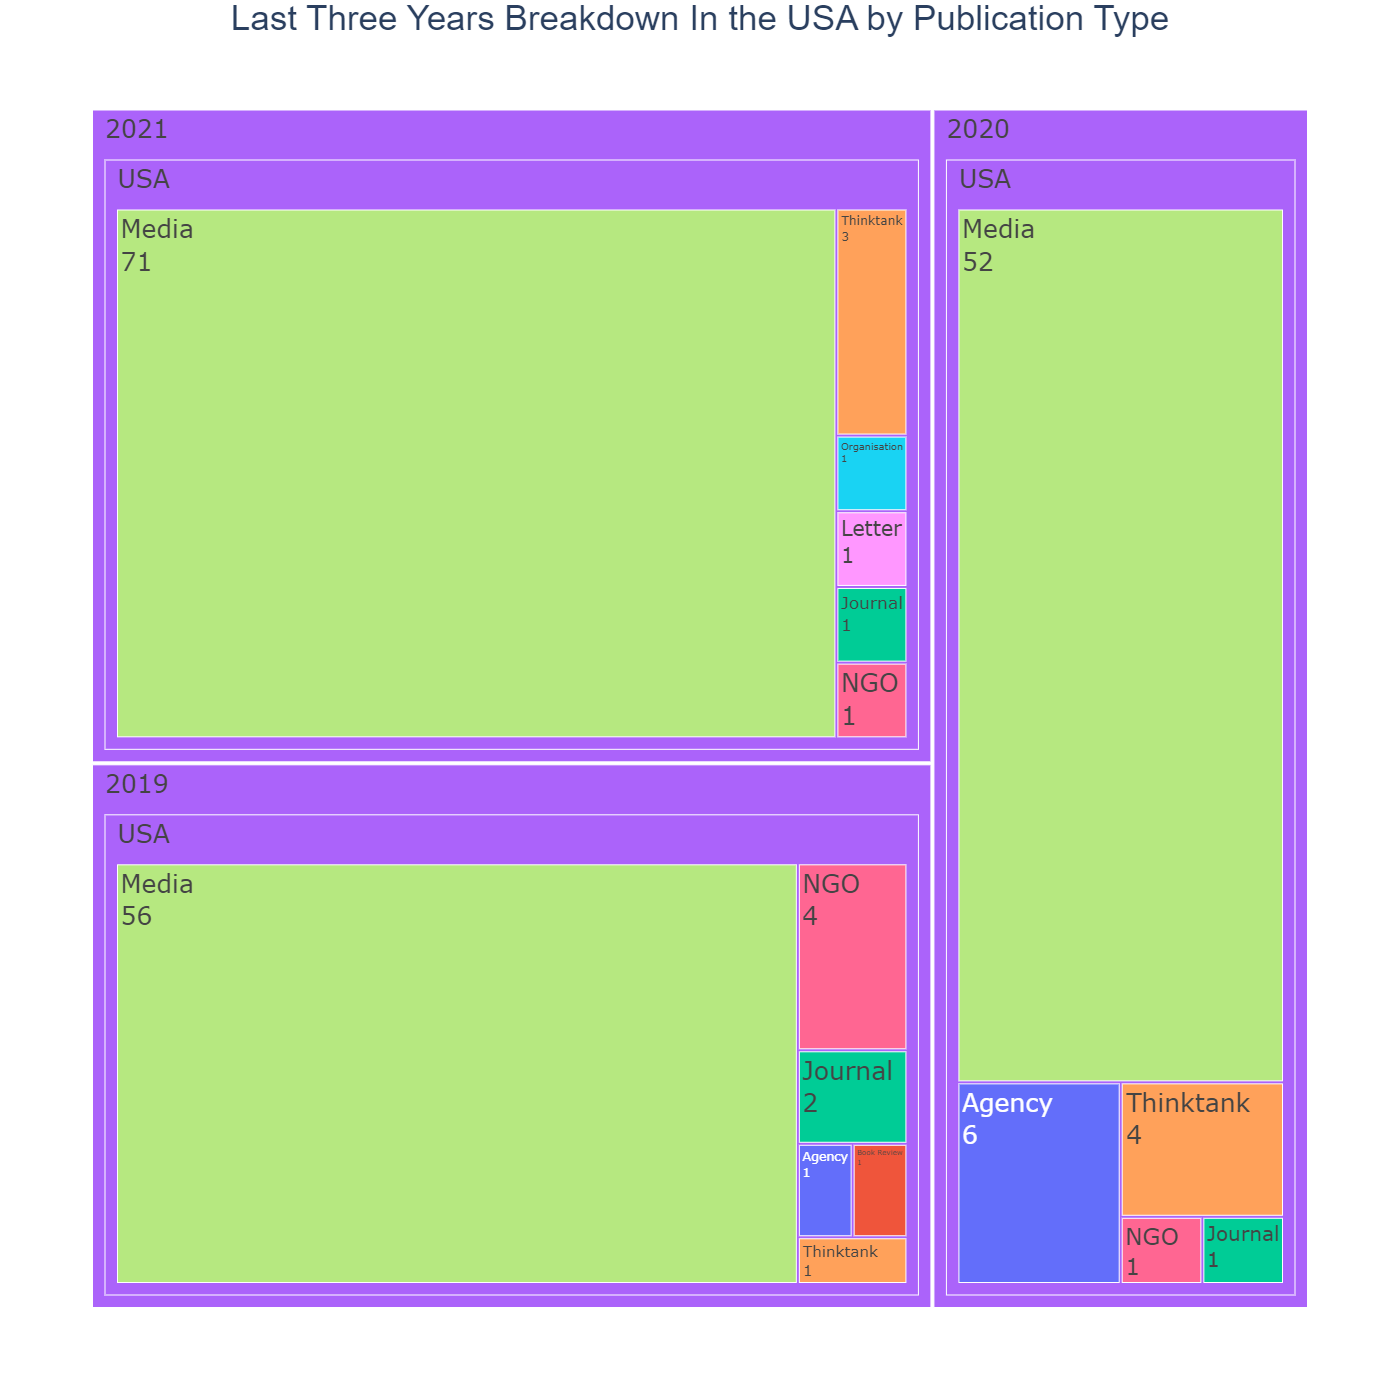 Last Three Years Breakdown In the USA by Publication Type
2021
USA
Media
71
Thinktank
3
Organisation
1
Letter
1
Journal
1
NGO
1
2019
USA
Media
56
NGO
4
Journal
2
Agency
1
Book Review
1
Thinktank
1
2020
USA
Media
52
Agency
6
Thinktank
4
NGO
1
Journal
1